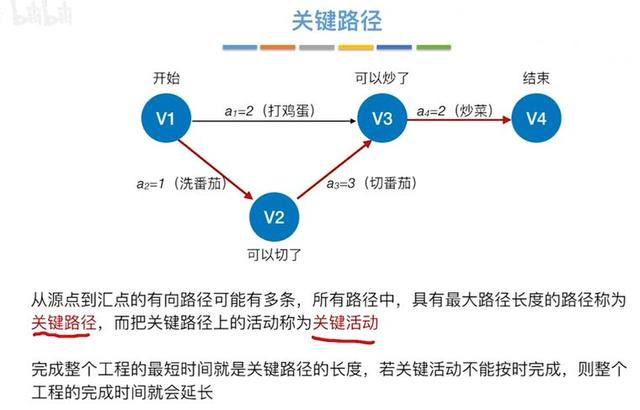 bilibili
关键路径
开始
可以炒了
结束
V1
a₁=2（打鸡蛋）
V3
a₄=2（炒菜）
V4
a₂=1（洗番茄）
a₃=3（切番茄）
V2
可以切了
从源点到汇点的有向路径可能有多条，所有路径中，具有最大路径长度的路径称为
关键路径，而把关键路径上的活动称为关键活动
完成整个工程的最短时间就是关键路径的长度，若关键活动不能按时完成，则整个
工程的完成时间就会延长